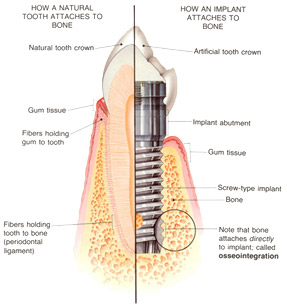 HOW A NATURAL
TOOTH ATTACHES TO
BONE
HOW AN IMPLANT
ATTACHES TO
BONE
Natural tooth crown
Artificial tooth crown
Gum tissue
Fibers holding
gum to tooth
Implant abutment
Gum tissue
Screw-type implant
Bone
Fibers holding
tooth to bone
(periodontal
ligament)
Note that bone
attaches directly
to implant; called
osseointegration